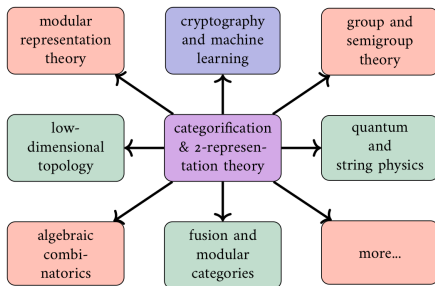 modular
representation
theory
cryptography
and machine
learning
group and
semigroup
theory
low-
dimensional
topology
categorification
& 2-represen-
tation theory
quantum
and
string physics
algebraic
combi-
natorics
fusion and
modular
categories
more...